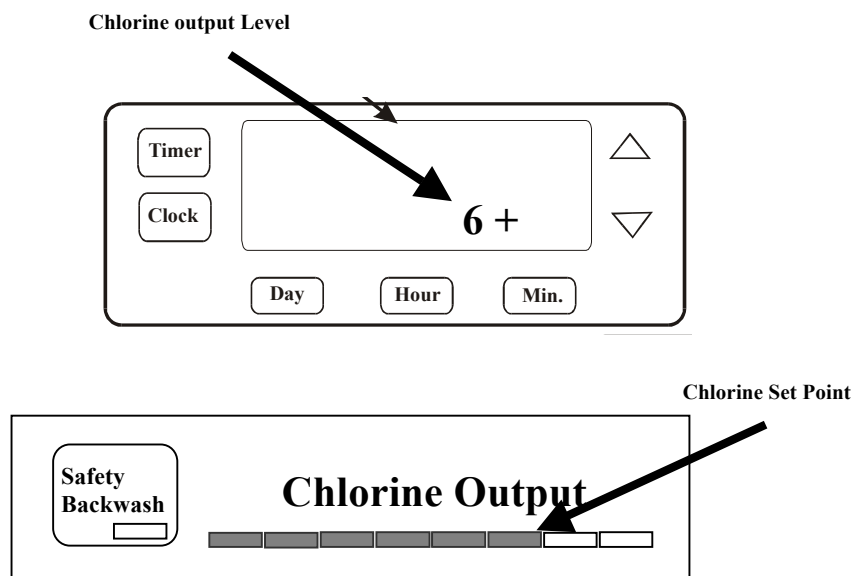 Chlorine output Level
Timer
Clock
6 +
Day Hour Min.
Chlorine Set Point
Safety
Backwash
Chlorine Output